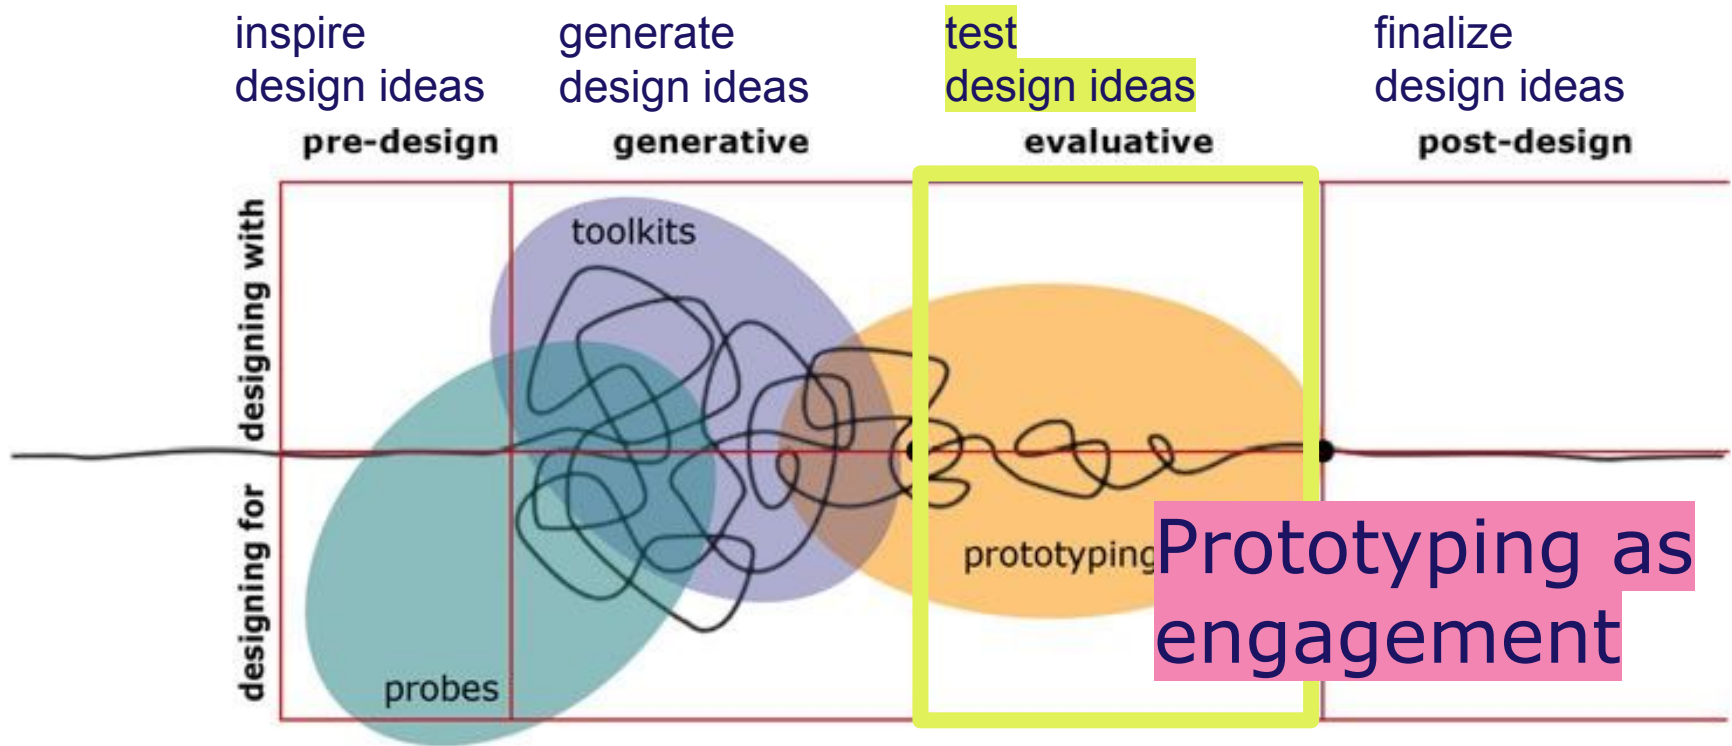 inspire
design ideas
generate
design ideas
test
design ideas
finalize
design ideas
pre-design
generative
evaluative
post-design
designing with
designing for
toolkits
probes
prototyping
Prototyping as
engagement